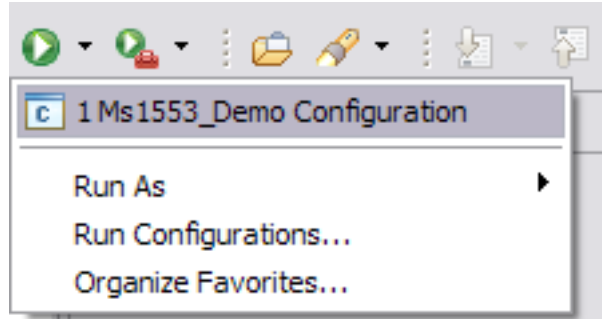 c 1 Ms1553_Demo Configuration
Run As
Run Configurations...
Organize Favorites...